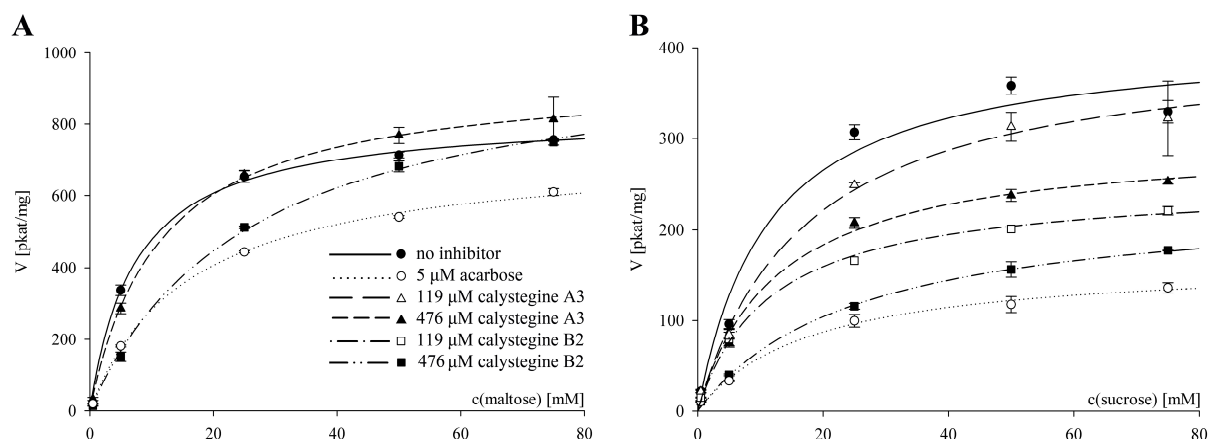 A
1000
800
600
400
200
0
V [pkat/mg]
no inhibitor
5 μM acarbose
119 μM calystegine A3
476 μM calystegine A3
119 μM calystegine B2
476 μM calystegine B2
c(maltose) [mM]
0 20 40 60 80
B
400
300
200
100
0
V [pkat/mg]
c(sucrose) [mM]
0 20 40 60 80